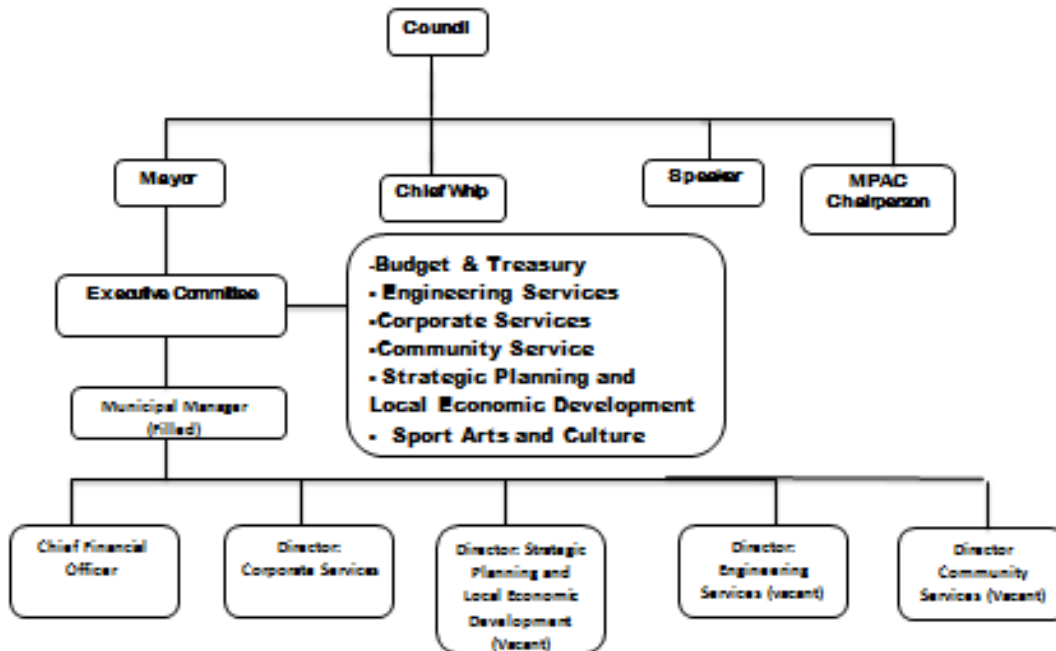 Council
Mayor
Chief Whip
Speaker
MPAC
Chairperson
Executive Committee
-Budget & Treasury
- Engineering Services
-Corporate Services
-Community Service
- Strategic Planning and
Local Economic Development
- Sport Arts and Culture
Municipal Manager
(Filled)
Chief Financial
Officer
Director:
Corporate Services
Director: Strategic
Planning and
Local Economic
Development
(Vacant)
Director:
Engineering
Services (vacant)
Director
Community
Services (Vacant)